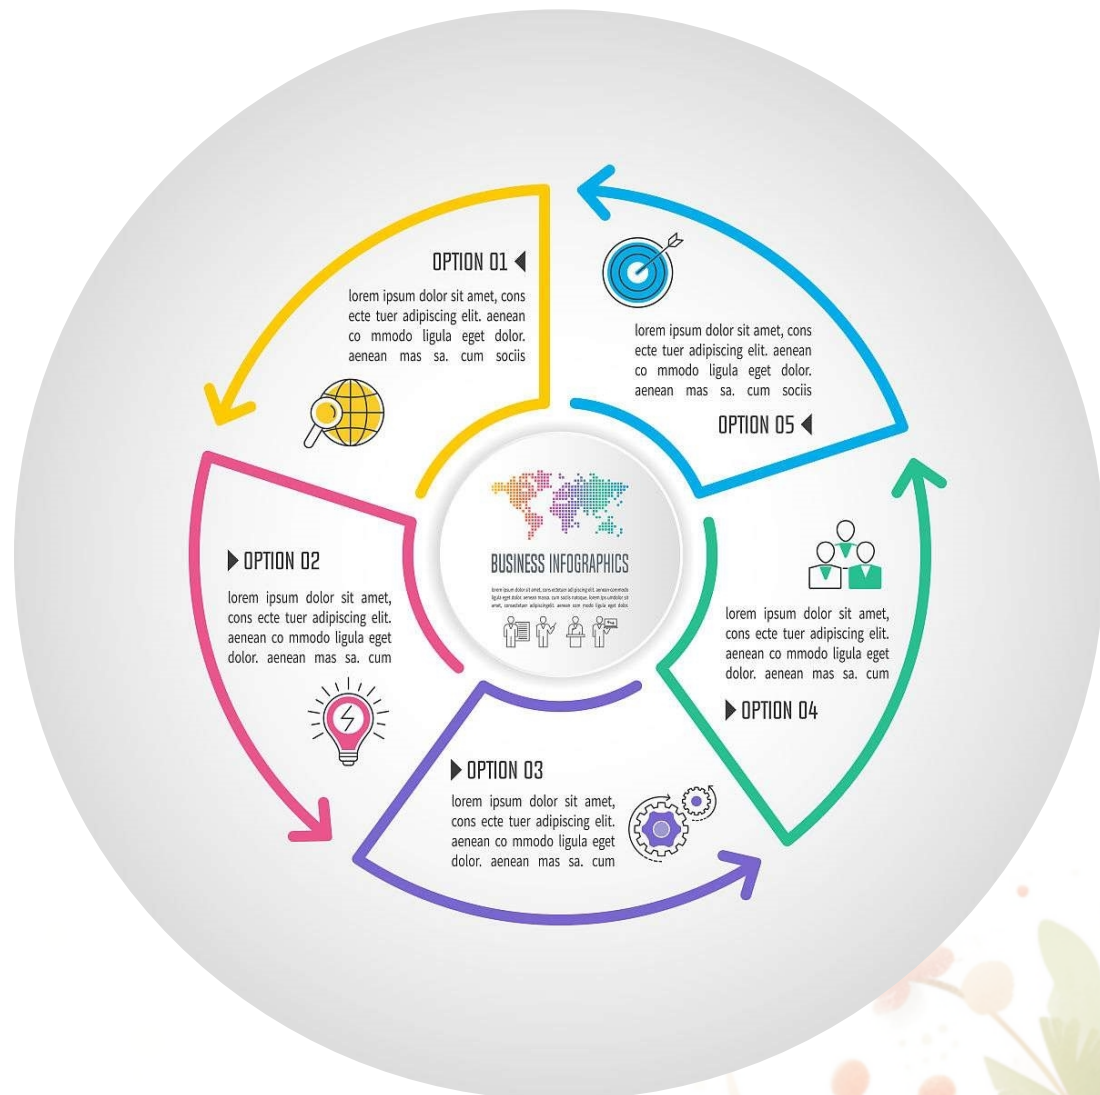 OPTION 01
lorem ipsum dolor sit amet, cons
ecte tuer adipiscing elit. aenean
co mmodo ligula eget dolor.
aenean mas sa. cum sociis
OPTION 02
lorem ipsum dolor sit amet,
cons ecte tuer adipiscing elit.
aenean co mmodo ligula eget
dolor. aenean mas sa. cum
OPTION 03
lorem ipsum dolor sit amet,
cons ecte tuer adipiscing elit.
aenean co mmodo ligula eget
dolor. aenean mas sa. cum
lorem ipsum dolor sit amet,
cons ecte tuer adipiscing elit.
aenean co mmodo ligula eget
dolor. aenean mas sa. cum
OPTION 04
lorem ipsum dolor sit amet, cons
ecte tuer adipiscing elit. aenean
co mmodo ligula eget dolor.
aenean mas sa. cum sociis
OPTION 05
BUSINESS INFOGRAPHICS